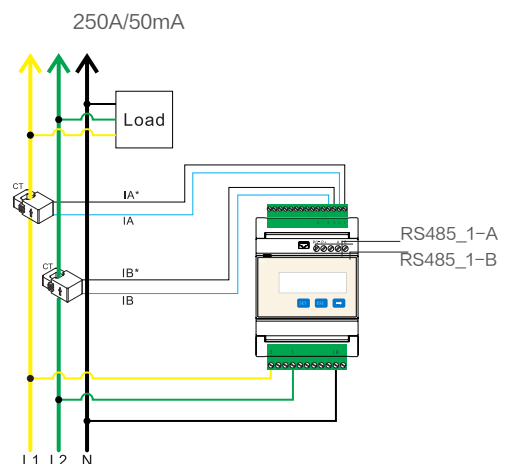 250A/50mA
Load
CT
IA*
IA
RS485_1-A
RS485_1-B
CT
IB*
IB
L1 L2 N